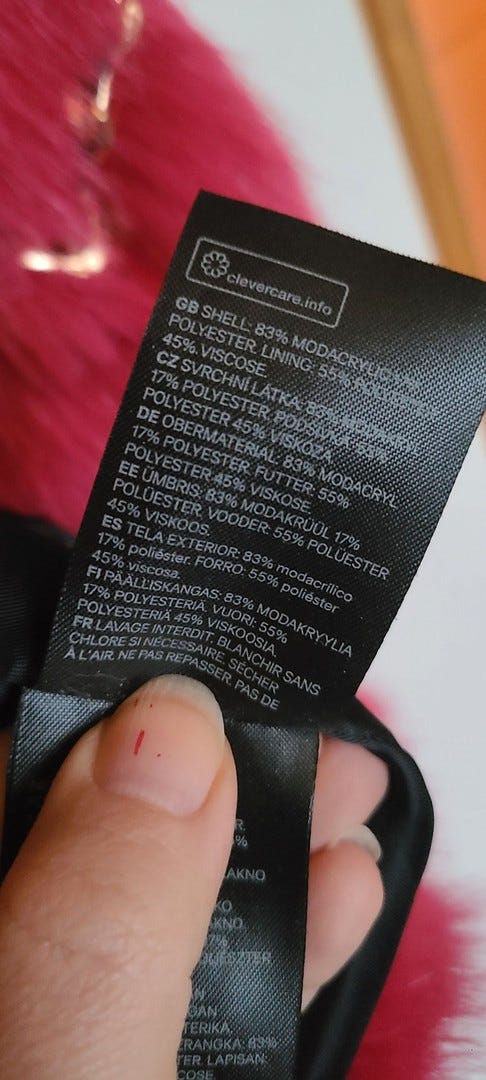 clevercare.info
GB SHELL: 83% MODACRYLIC
POLYESTER. LINING: 55%
45% VISCOSE.
CZ SVRCHNÍ LÁTKA:
17% POLYESTER.
POLYESTER 45% VISKÓZA
DE OBERMATERIAL: 83% MODACRYL
17% POLYESTER. FUTTER: 55%
POLYESTER 45% VISKOSE
EE ÜMBRIS: 83% MODAKRÜÜL 17%
POLÜESTER. VOODER: 55% POLÜESTER
45% VISKOOS.
ES TELA EXTERIOR: 83% modacrílico
17% poliéster. FORRO: 55% poliéster
45% viscosa.
FI PÄÄLLISKANGAS: 83% MODAKRYYLIA
17% POLYESTERIÄ. VUORI: 55%
POLYESTERIÄ 45% VISKOOSIA
FR LAVAGE INTERDIT. BLANCHIR SANS
CHLORE SI NÉCESSAIRE. SÉCHER
À L'AIR. NE PAS REPASSER. PAS DE
TERIKA.
83%
LAPISAN: